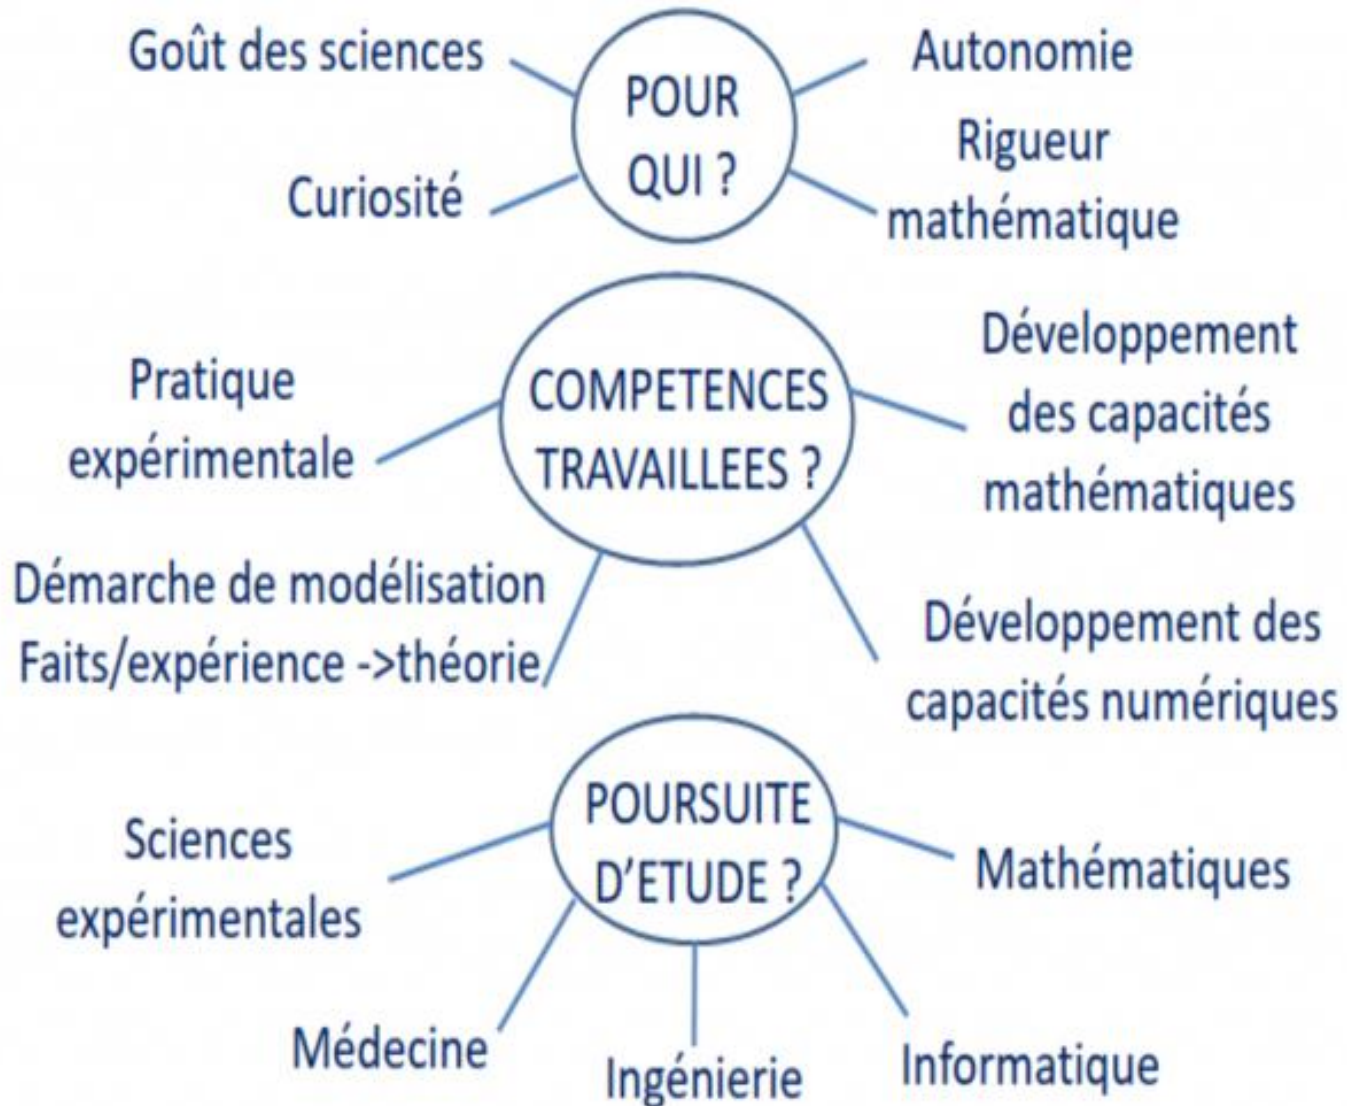 Goût des sciences
POUR
QUI ?
Autonomie
Curiosité
Rigueur
mathématique
Pratique
expérimentale
COMPETENCES
TRAVAILLEES ?
Développement
des capacités
mathématiques
Démarche de modélisation
Faits/expérience ->théorie
Développement des
capacités numériques
Sciences
expérimentales
POURSUITE
D'ETUDE ?
Mathématiques
Médecine
Ingénierie
Informatique